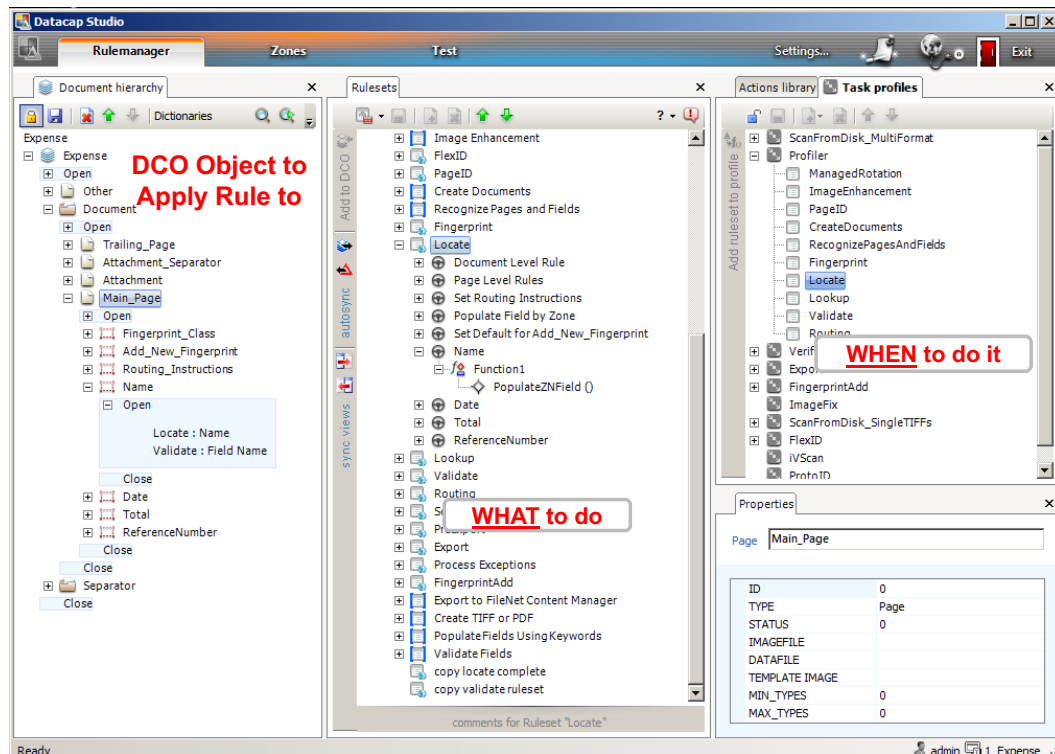 Datacap Studio
Rulemanager
Zones
Test
Settings...
Exit
Document hierarchy
Dictionaries
Expense
Expense
Open
Other
Document
Open
Trailing_Page
Attachment_Separator
Attachment
Main_Page
Open
Fingerprint_Class
Add_New_Fingerprint
Routing_Instructions
Name
Open
Locate : Name
Validate : Field Name
Close
Date
Total
ReferenceNumber
Close
Close
Separator
Close
DCO Object to
Apply Rule to
Rulesets
Add to DCO
autosync
sync views
Image Enhancement
FlexID
PageID
Create Documents
Recognize Pages and Fields
Fingerprint
Locate
Document Level Rule
Page Level Rules
Set Routing Instructions
Populate Field by Zone
Set Default for Add_New_Fingerprint
Name
Function1
PopulateZNField ()
Date
Total
ReferenceNumber
Lookup
Validate
Routing
WHAT to do
Export
Process Exceptions
FingerprintAdd
Export to FileNet Content Manager
Create TIFF or PDF
PopulateFields Using Keywords
Validate Fields
copy locate complete
copy validate ruleset
comments for Ruleset "Locate"
Actions library
Task profiles
Add ruleset to profile
ScanFromDisk_MultiFormat
Profiler
ManagedRotation
ImageEnhancement
PageID
CreateDocuments
RecognizePagesAndFields
Fingerprint
Locate
Lookup
Validate
Routing
WHEN to do it
Export
FingerprintAdd
ImageFix
ScanFromDisk_SingleTIFFs
FlexID
iVScan
ProtoID
Properties
Page Main_Page
ID 0
TYPE Page
STATUS 0
IMAGEFILE
DATAFILE
TEMPLATE IMAGE
MIN_TYPES 0
MAX_TYPES 0
Ready
admin 1 Expense